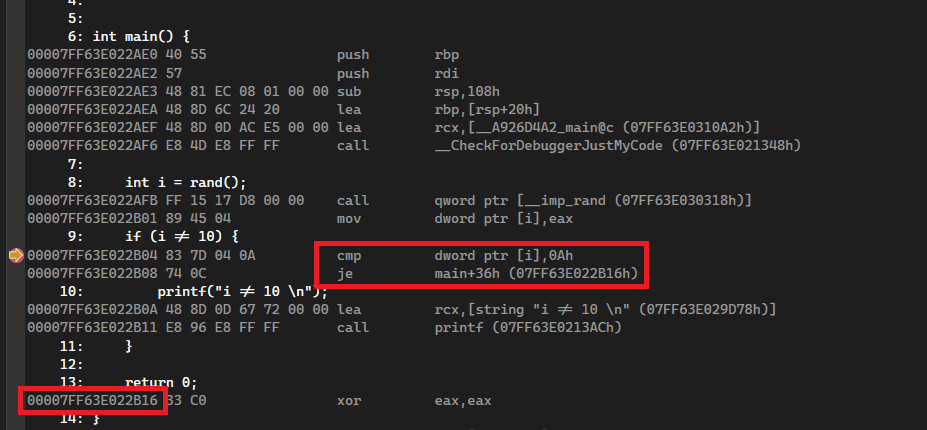 4:
5:
6: int main() {
00007FF63E022AE0 40 55 push rbp
00007FF63E022AE2 57 push rdi
00007FF63E022AE3 48 81 EC 08 01 00 00 sub rsp,108h
00007FF63E022AEA 48 8D 6C 24 20 lea rbp,[rsp+20h]
00007FF63E022AEF 48 8D 0D AC E5 00 00 lea rcx,[__A926D4A2_main@c (07FF63E0310A2h)]
00007FF63E022AF6 E8 4D E8 FF FF call __CheckForDebuggerJustMyCode (07FF63E021348h)
7:
8: int i = rand();
00007FF63E022AFB FF 15 17 D8 00 00 call qword ptr [__imp_rand (07FF63E030318h)]
00007FF63E022B01 89 45 04 mov dword ptr [i],eax
9: if (i ≠ 10) {
00007FF63E022B04 83 7D 04 0A cmp dword ptr [i],0Ah
00007FF63E022B08 74 0C je main+36h (07FF63E022B16h)
10: printf("i ≠ 10 \n");
00007FF63E022B0A 48 8D 0D 67 72 00 00 lea rcx,[string "i ≠ 10 \n" (07FF63E029D78h)]
00007FF63E022B11 E8 96 E8 FF FF call printf (07FF63E0213ACh)
11: }
12:
13: return 0;
00007FF63E022B16 33 C0 xor eax,eax
14: }